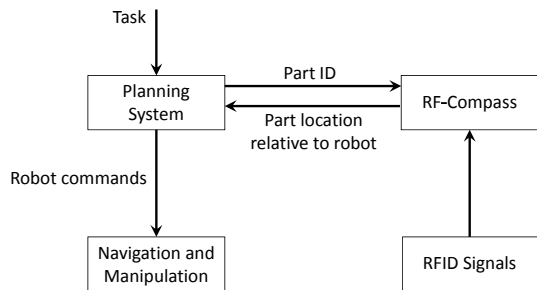 Task
Planning
System
Part ID
Part location
relative to robot
RF-Compass
Robot commands
Navigation and
Manipulation
RFID Signals